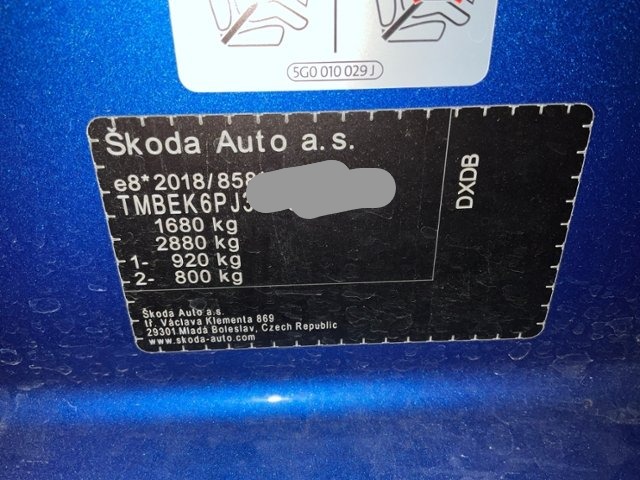 5G0 010 029 J
Škoda Auto a.s.
e8*2018/858
TMBEK6PJ3
1680 kg
2880 kg
1- 920 kg
2- 800 kg
DXDB
Škoda Auto a.s.
tř. Václava Klementa 869
29301 Mladá Boleslav, Czech Republic
www.skoda-auto.com